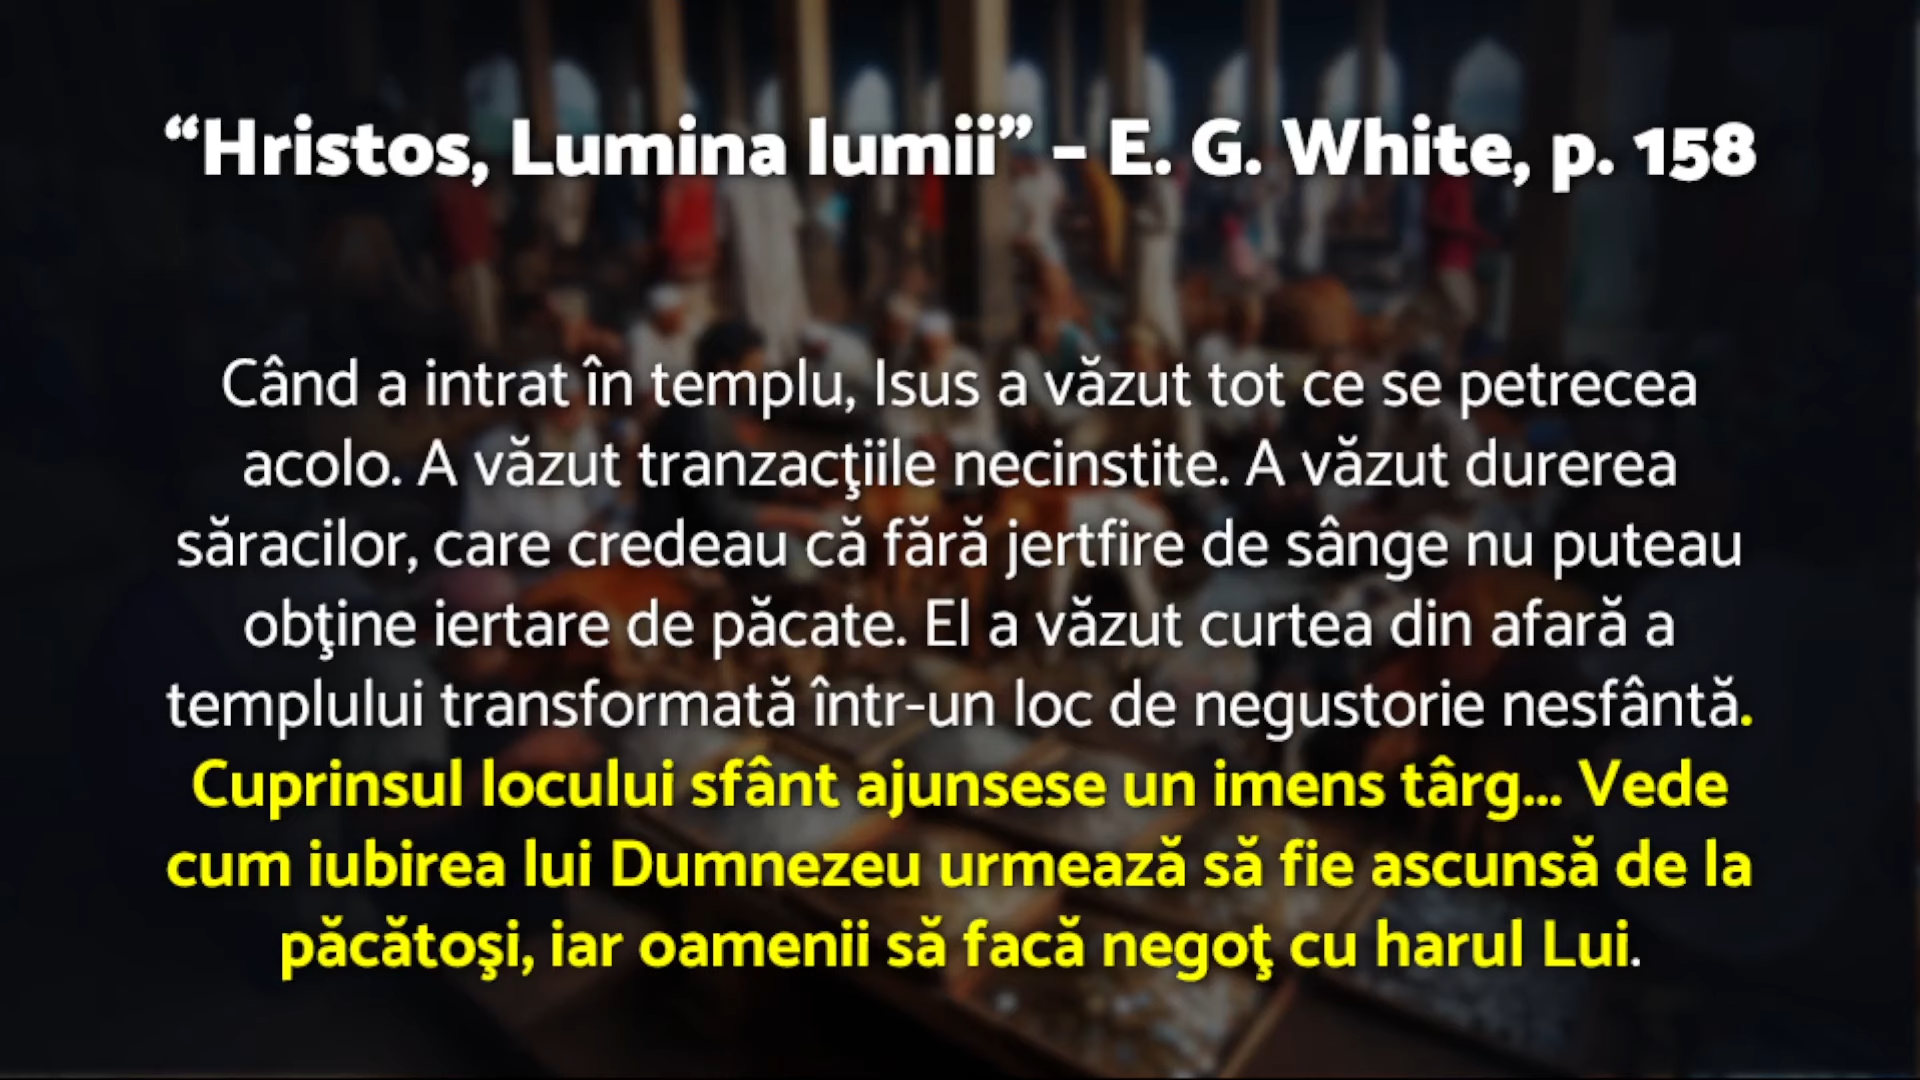 “Hristos, Lumina lumii” – E. G. White, p. 158
Când a intrat în templu, Isus a văzut tot ce se petrecea
acolo. A văzut tranzacţiile necinstite. A văzut durerea
săracilor, care credeau că fără jertfire de sânge nu puteau
obţine iertare de păcate. El a văzut curtea din afară a
templului transformată într-un loc de negustorie nesfântă.
Cuprinsul locului sfânt ajunsese un imens târg... Vede
cum iubirea lui Dumnezeu urmează să fie ascunsă de la
păcătoşi, iar oamenii să facă negoţ cu harul Lui.